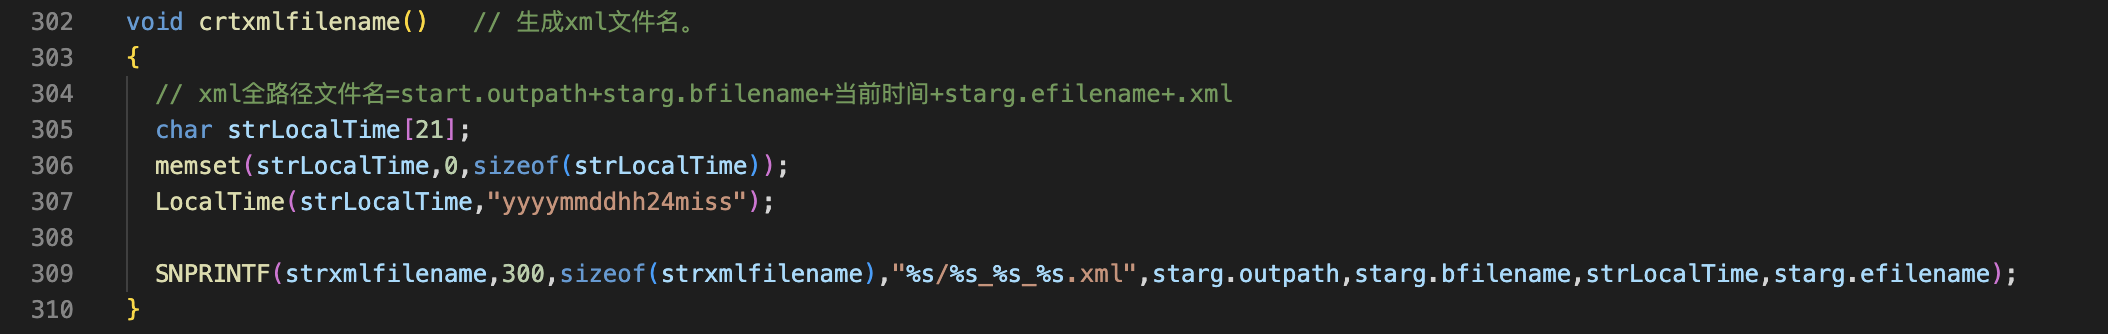 302 void crtxmlfilename()   // 生成xml文件名。
303 {
304   // xml全路径文件名=start.outpath+starg.bfilename+当前时间+starg.efilename+.xml
305   char strLocalTime[21];
306   memset(strLocalTime,0,sizeof(strLocalTime));
307   LocalTime(strLocalTime,"yyyymmddhh24miss");
308
309   SNPRINTF(strxmlfilename,300,sizeof(strxmlfilename),"%s/%s_%s_%s.xml",starg.outpath,starg.bfilename,strLocalTime,starg.efilename);
310 }